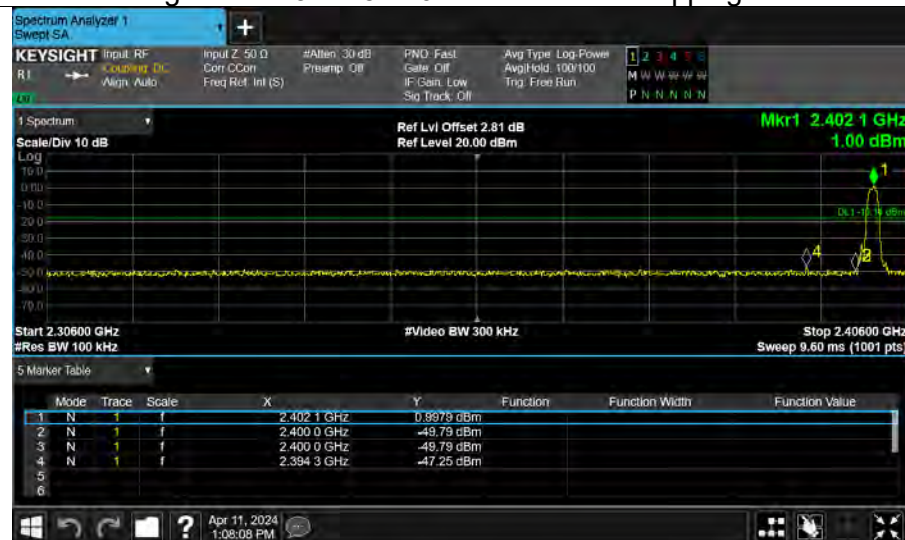 Spectrum Analyzer 1
Swept SA
+
KEYSIGHT Input: RF Input Z: 50 Ω #Atten: 30 dB PNO: Fast Avg Type: Log-Power 1 2 3 4 5 6
R L Coupling: DC Corr CCorr Preamp: Off Gate: Off Avg|Hold: 100/100 M W W W W W
Align: Auto Freq Ref: Int (S) IF Gain: Low Trig: Free Run
Sig Track: Off P N N N N N
1 Spectrum
Ref Lvl Offset 2.81 dB Mkr1 2.402 1 GHz
Scale/Div 10 dB Ref Level 20.00 dBm 1.00 dBm
Log
10.0
0.00
-10.0
-20.0
-30.0
-40.0
-50.0
-60.0
-70.0
1
4
Start 2.30600 GHz #Video BW 300 kHz Stop 2.40600 GHz
#Res BW 100 kHz Sweep 9.60 ms (1001 pts)
5 Marker Table
Mode Trace Scale X Y Function Function Width Function Value
1 N 1 f 2.402 1 GHz 0.9979 dBm
2 N 1 f 2.400 0 GHz -49.79 dBm
3 N 1 f 2.400 0 GHz -49.79 dBm
4 N 1 f 2.394 3 GHz -47.25 dBm
5
6
? Apr 11, 2024
1:08:08 PM